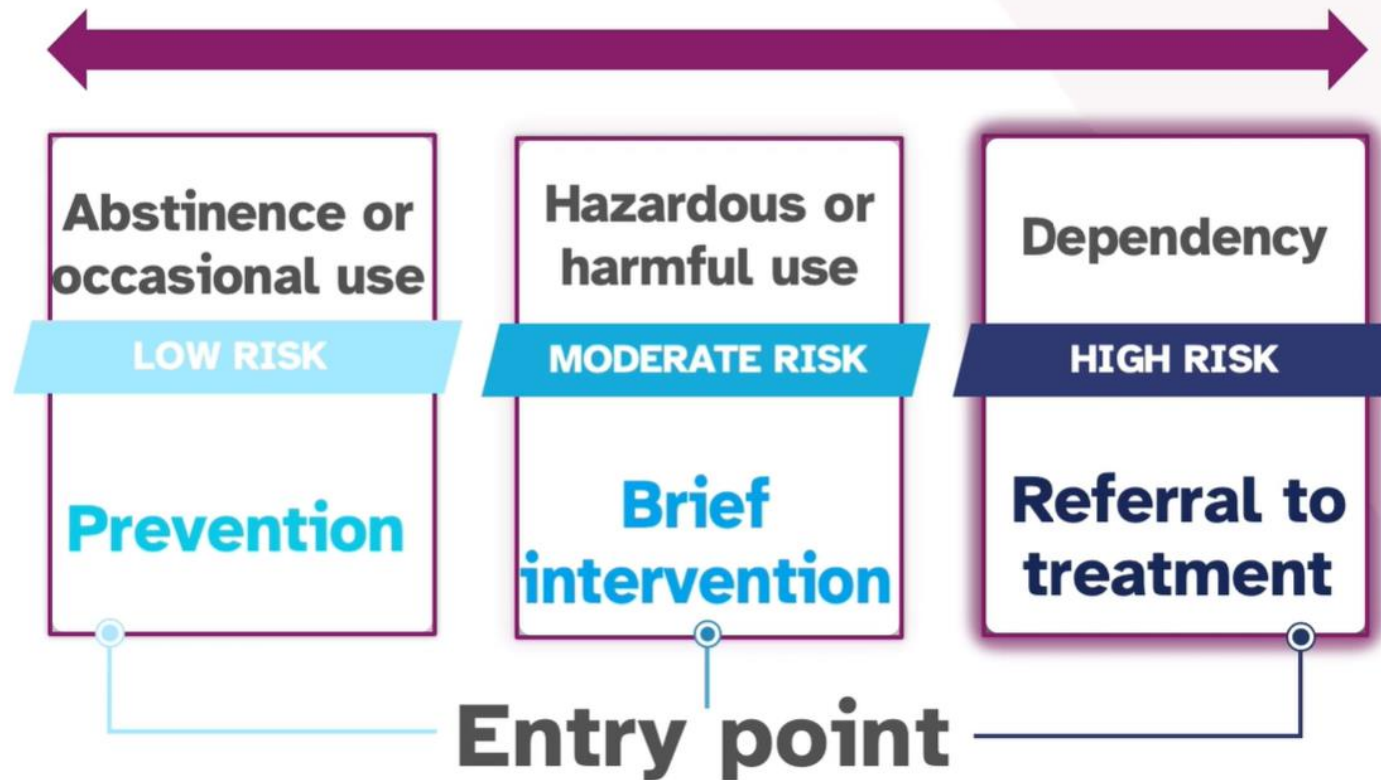 Abstinence or
occasional use
LOW RISK
Prevention
Hazardous or
harmful use
MODERATE RISK
Brief
intervention
Dependency
HIGH RISK
Referral to
treatment
Entry point